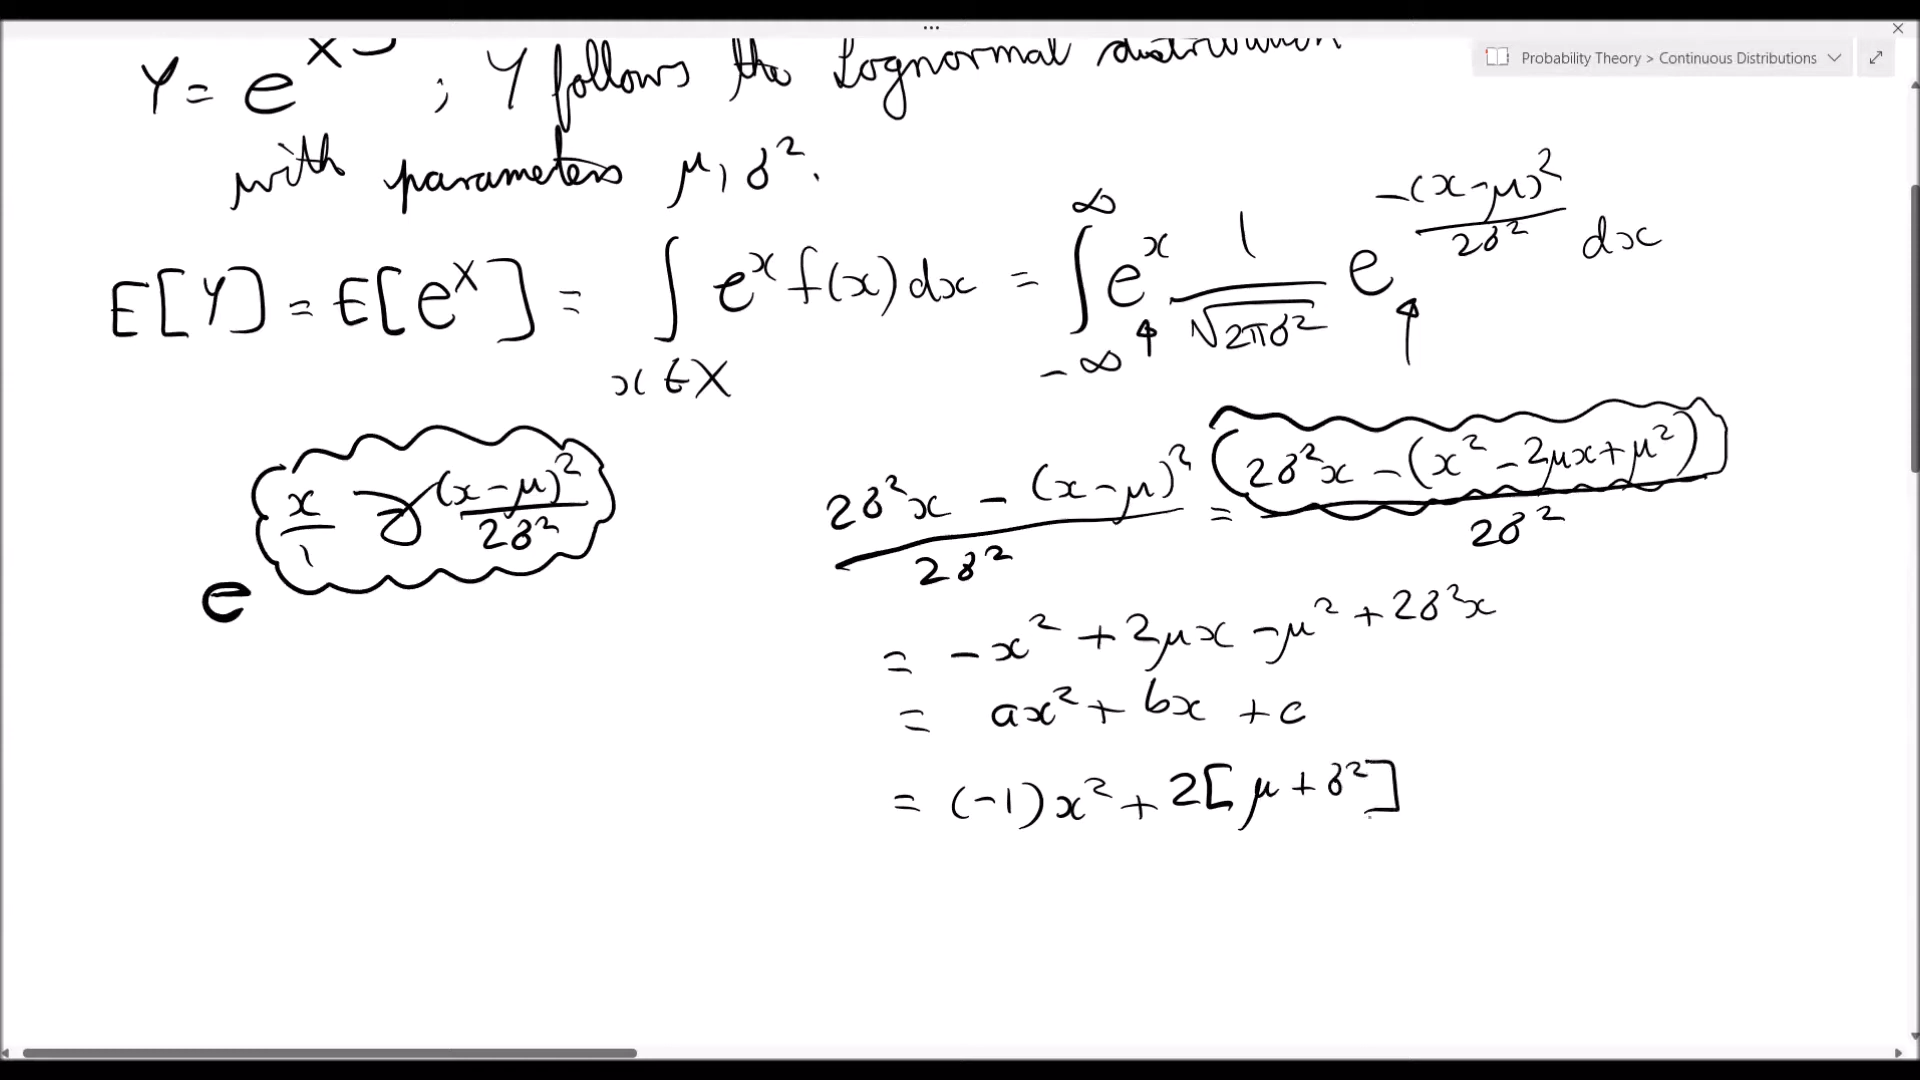 Probability Theory > Continuous Distributions
Y = e^X ; Y follows the Lognormal distribution
with parameters μ, σ².
E[Y] = E[e^X] = ∫_{x∈X} e^x f(x) dx = ∫_{-∞}^{∞} e^x 1/√(2πσ²) e^{-(x-μ)²/2σ²} dx
e^{x/1 - (x-μ)²/2σ²}
(2σ²x - (x-μ)²)/2σ² = (2σ²x - (x² - 2μx + μ²))/2σ²
= -x² + 2μx - μ² + 2σ²x
= ax² + bx + c
= (-1)x² + 2[μ + σ²]